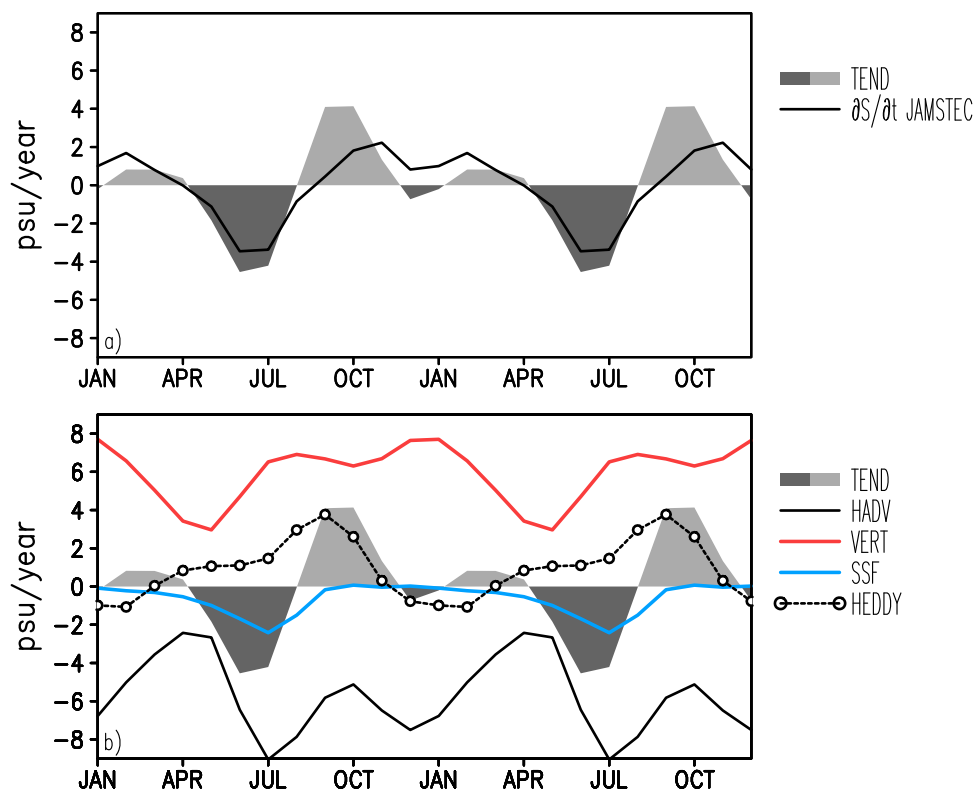 8
6
4
2
0
−2
−4
−6
−8
psu/year
a)
JAN APR JUL OCT JAN APR JUL OCT
TEND
∂S/∂t JAMSTEC
8
6
4
2
0
−2
−4
−6
−8
psu/year
b)
JAN APR JUL OCT JAN APR JUL OCT
TEND
HADV
VERT
SSF
HEDDY